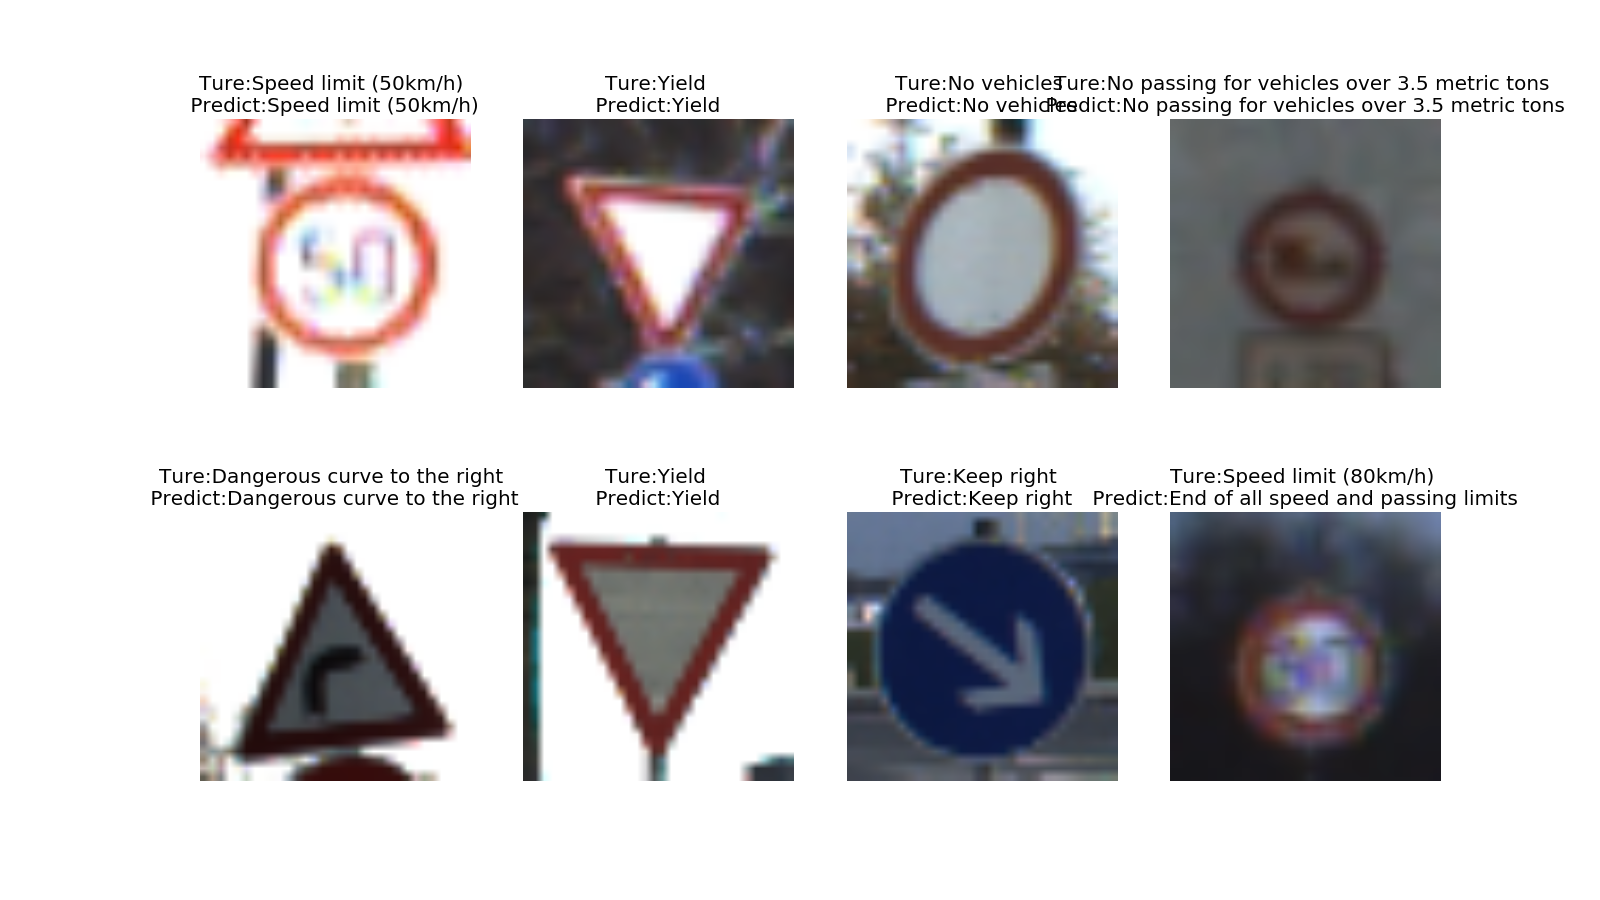 Ture:Speed limit (50km/h)
Predict:Speed limit (50km/h)
Ture:Yield
Predict:Yield
Ture:No vehicles
Predict:No vehicles
Ture:No passing for vehicles over 3.5 metric tons
Predict:No passing for vehicles over 3.5 metric tons
50
Ture:Dangerous curve to the right
Predict:Dangerous curve to the right
Ture:Yield
Predict:Yield
Ture:Keep right
Predict:Keep right
Ture:Speed limit (80km/h)
Predict:End of all speed and passing limits